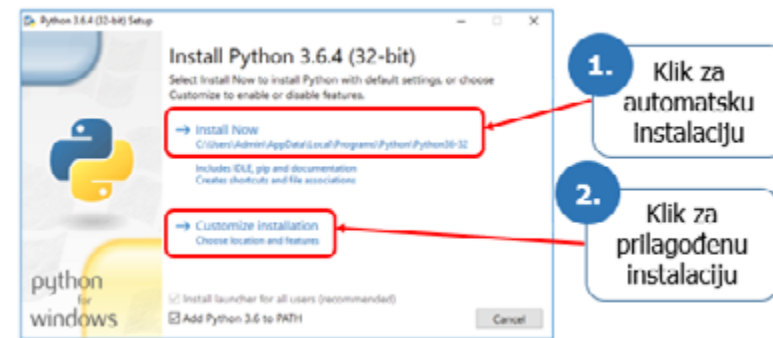 Python 3.6.4 (32-bit) Setup
Install Python 3.6.4 (32-bit)
Select Install Now to install Python with default settings, or choose
Customize to enable or disable features.
→ Install Now
C:\Users\Admin\AppData\Local\Programs\Python\Python36-32
Includes IDLE, pip and documentation
Creates shortcuts and file associations
→ Customize installation
Choose location and features
Install launcher for all users (recommended)
Add Python 3.6 to PATH
Cancel
python
for
windows
1.
Klik za
automatsku
instalaciju
2.
Klik za
prilagođenu
instalaciju